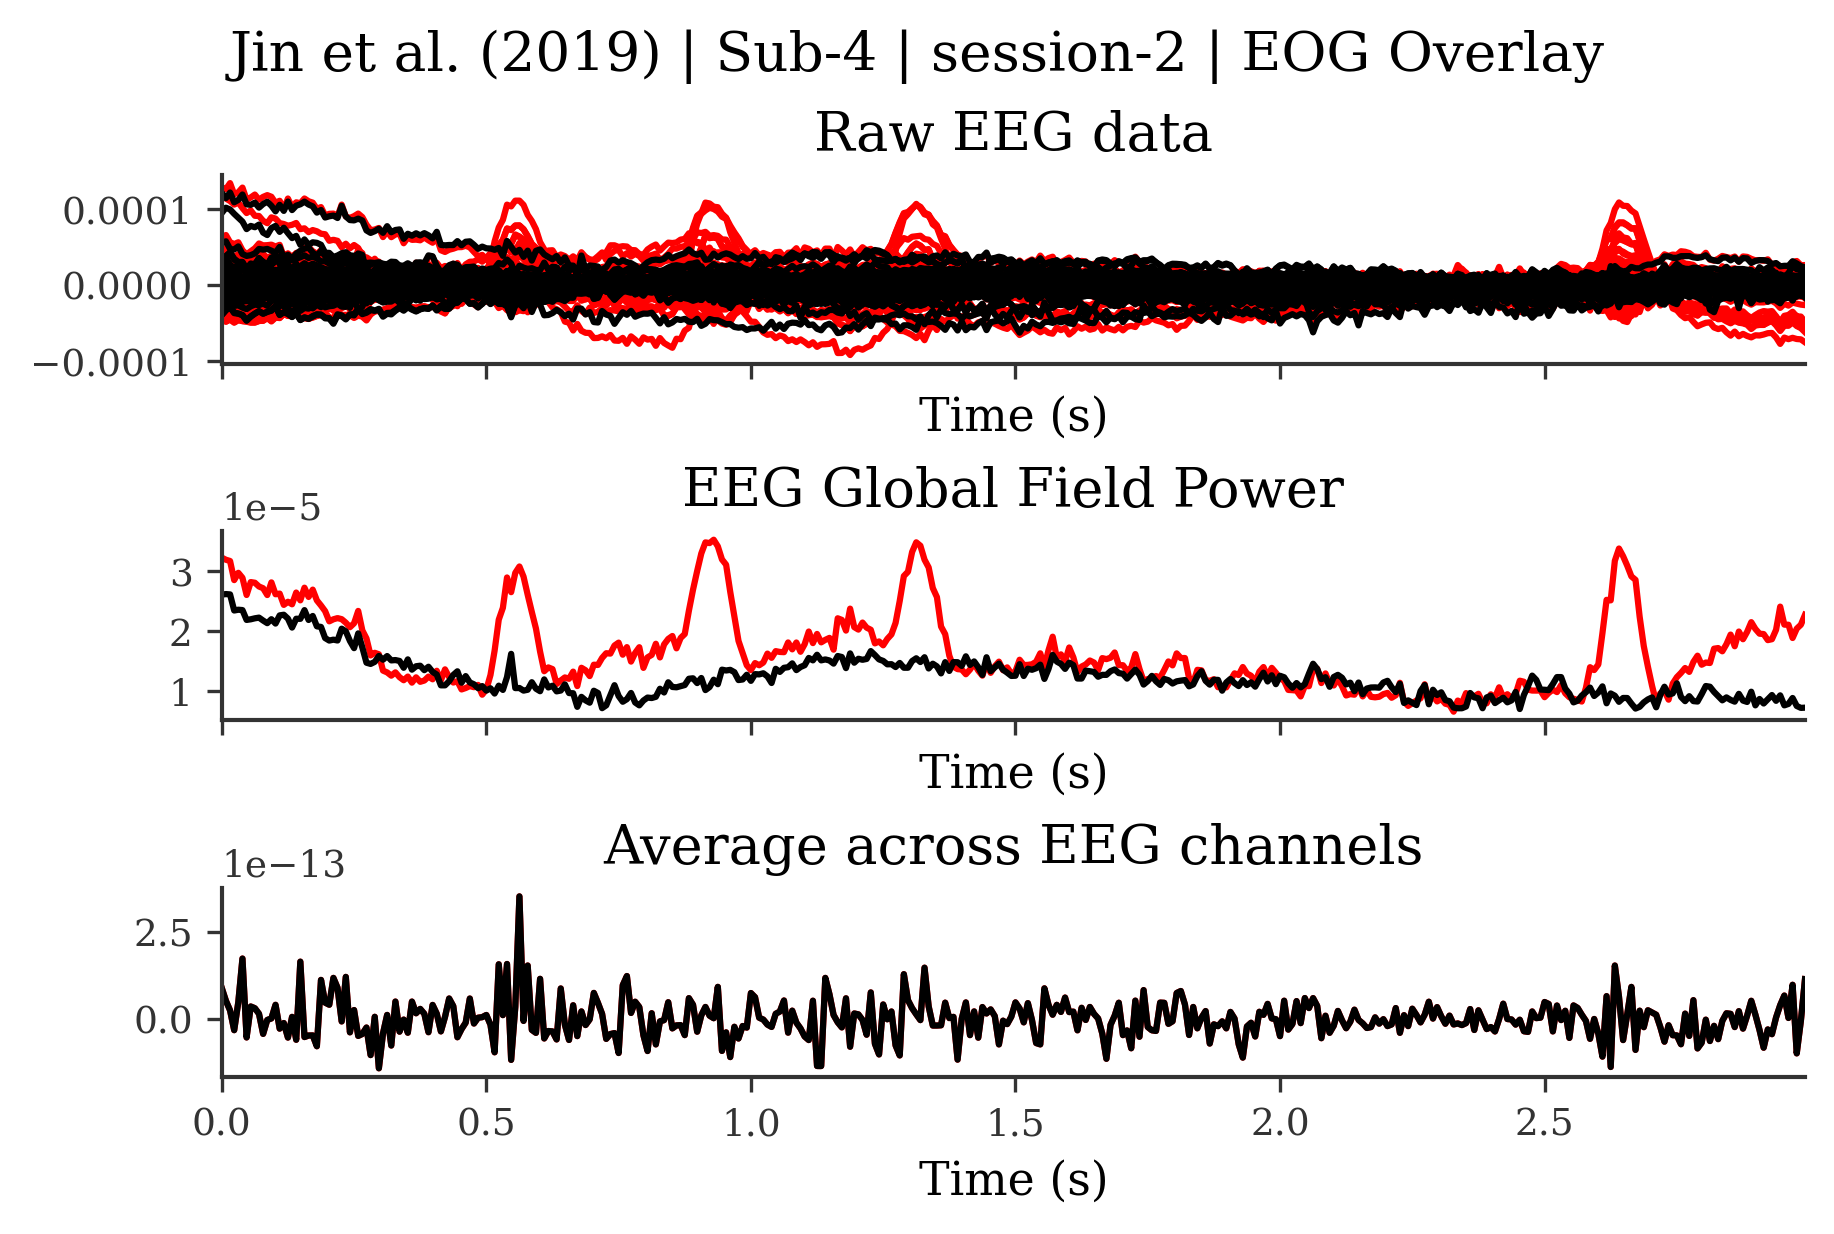 Jin et al. (2019) | Sub-4 | session-2 | EOG Overlay
Raw EEG data
0.0001
0.0000
−0.0001
Time (s)
EEG Global Field Power
1e−5
3
2
1
Time (s)
Average across EEG channels
1e−13
2.5
0.0
0.0 0.5 1.0 1.5 2.0 2.5
Time (s)